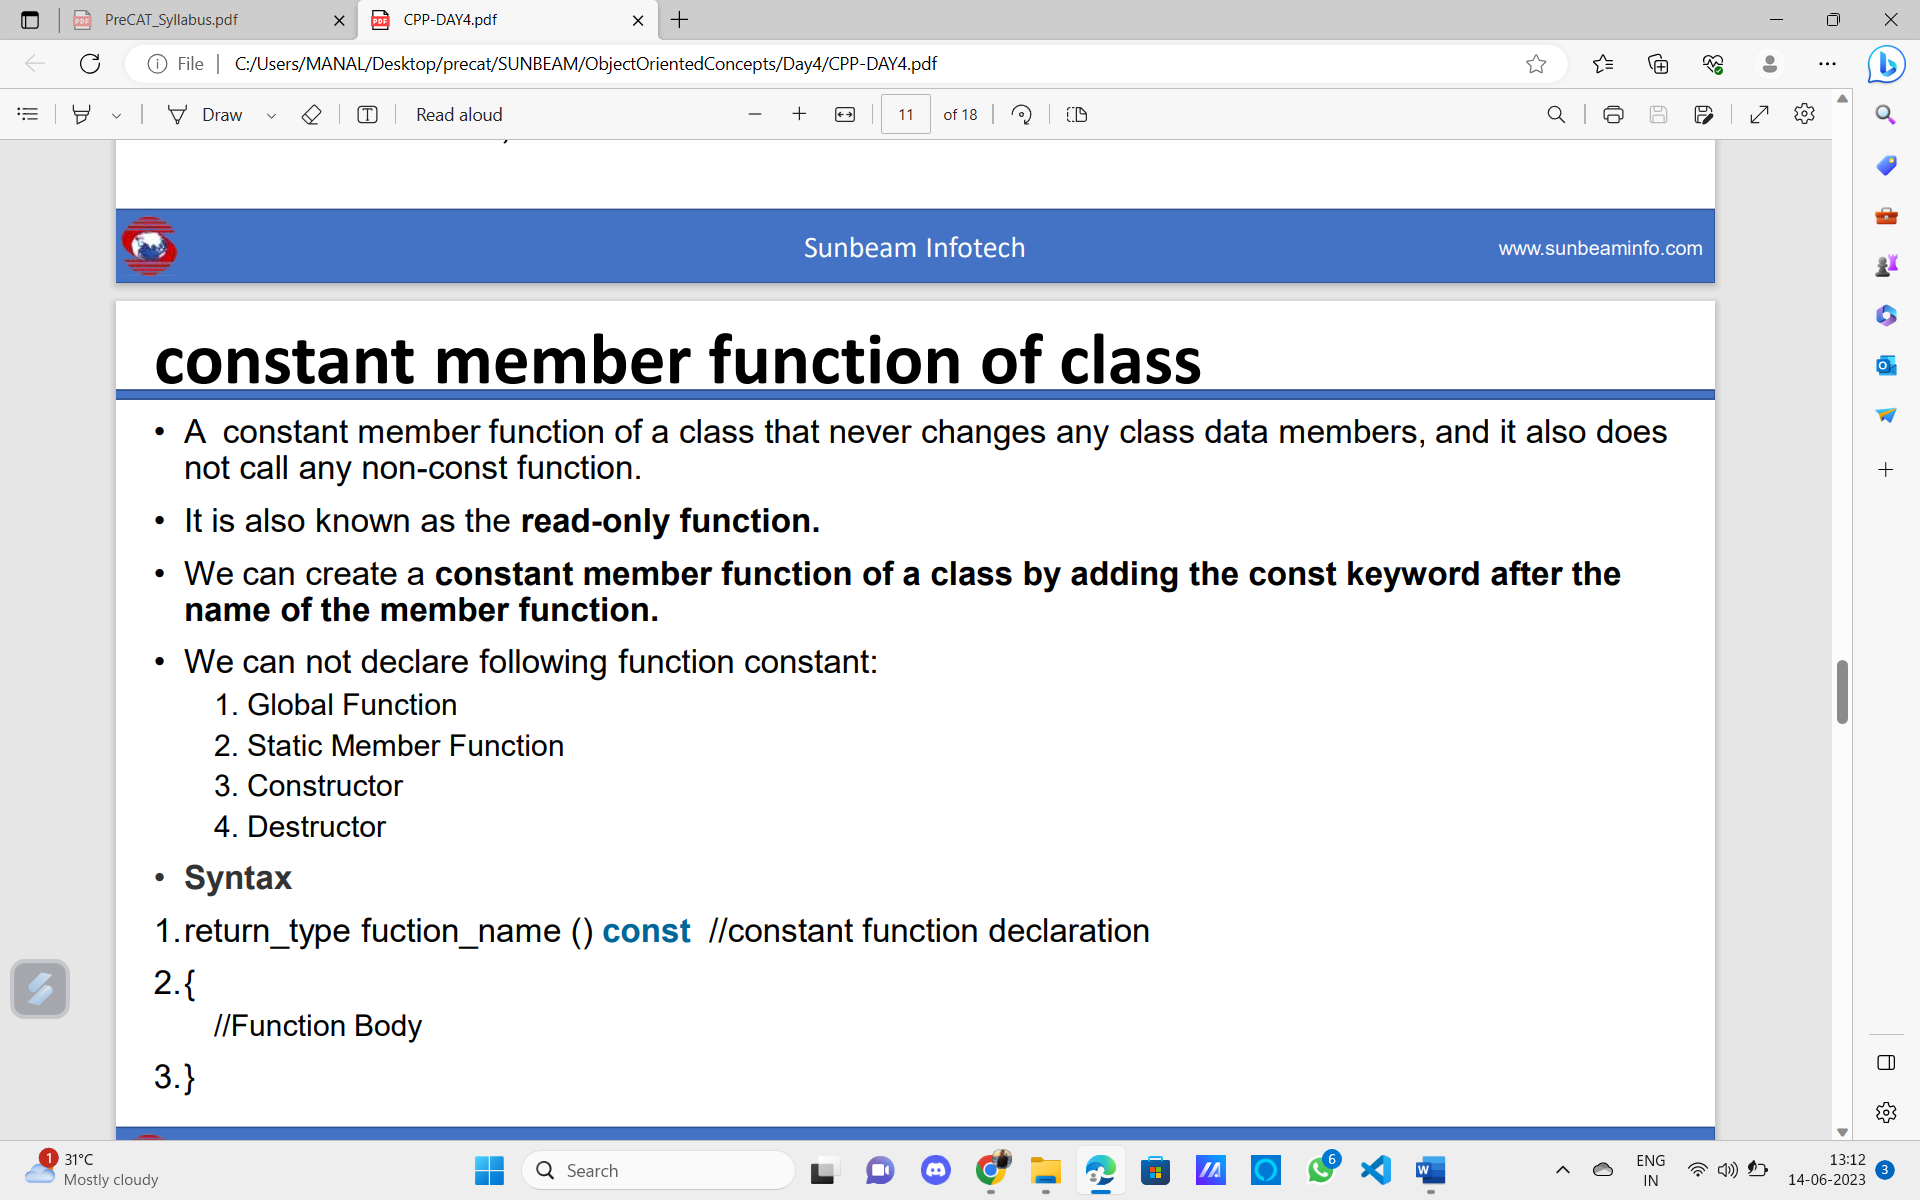 PreCAT_Syllabus.pdf
CPP-DAY4.pdf
File
C:/Users/MANAL/Desktop/precat/SUNBEAM/ObjectOrientedConcepts/Day4/CPP-DAY4.pdf
Draw
Read aloud
11 of 18
Sunbeam Infotech
www.sunbeaminfo.com
constant member function of class
• A constant member function of a class that never changes any class data members, and it also does
not call any non-const function.
• It is also known as the read-only function.
• We can create a constant member function of a class by adding the const keyword after the
name of the member function.
• We can not declare following function constant:
1. Global Function
2. Static Member Function
3. Constructor
4. Destructor
• Syntax
1. return_type fuction_name () const //constant function declaration
2. {
//Function Body
3. }
1
31°C
Mostly cloudy
Search
6
ENG
IN
13:12
14-06-2023
3